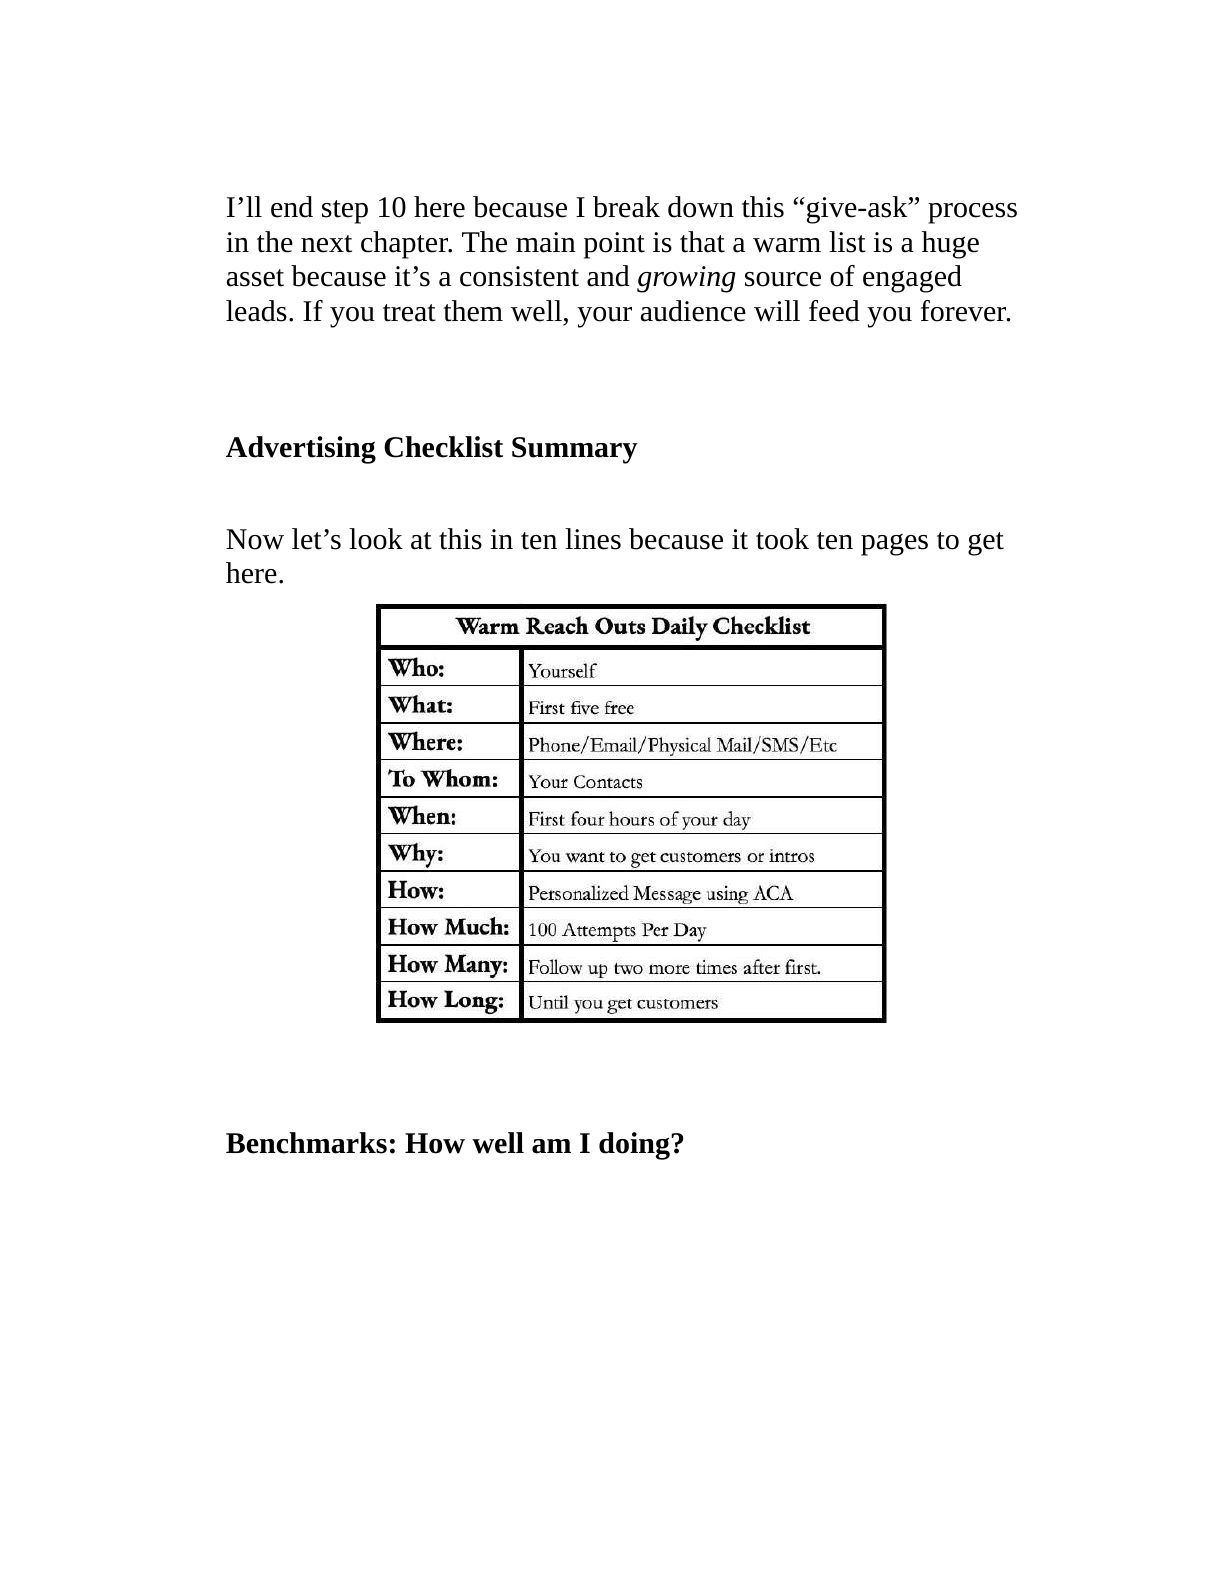 I’ll end step 10 here because I break down this “give-ask” process
in the next chapter. The main point is that a warm list is a huge
asset because it’s a consistent and growing source of engaged
leads. If you treat them well, your audience will feed you forever.
Advertising Checklist Summary
Now let’s look at this in ten lines because it took ten pages to get
here.
Warm Reach Outs Daily Checklist
Who: Yourself
What: First five free
Where: Phone/Email/Physical Mail/SMS/Etc
To Whom: Your Contacts
When: First four hours of your day
Why: You want to get customers or intros
How: Personalized Message using ACA
How Much: 100 Attempts Per Day
How Many: Follow up two more times after first.
How Long: Until you get customers
Benchmarks: How well am I doing?